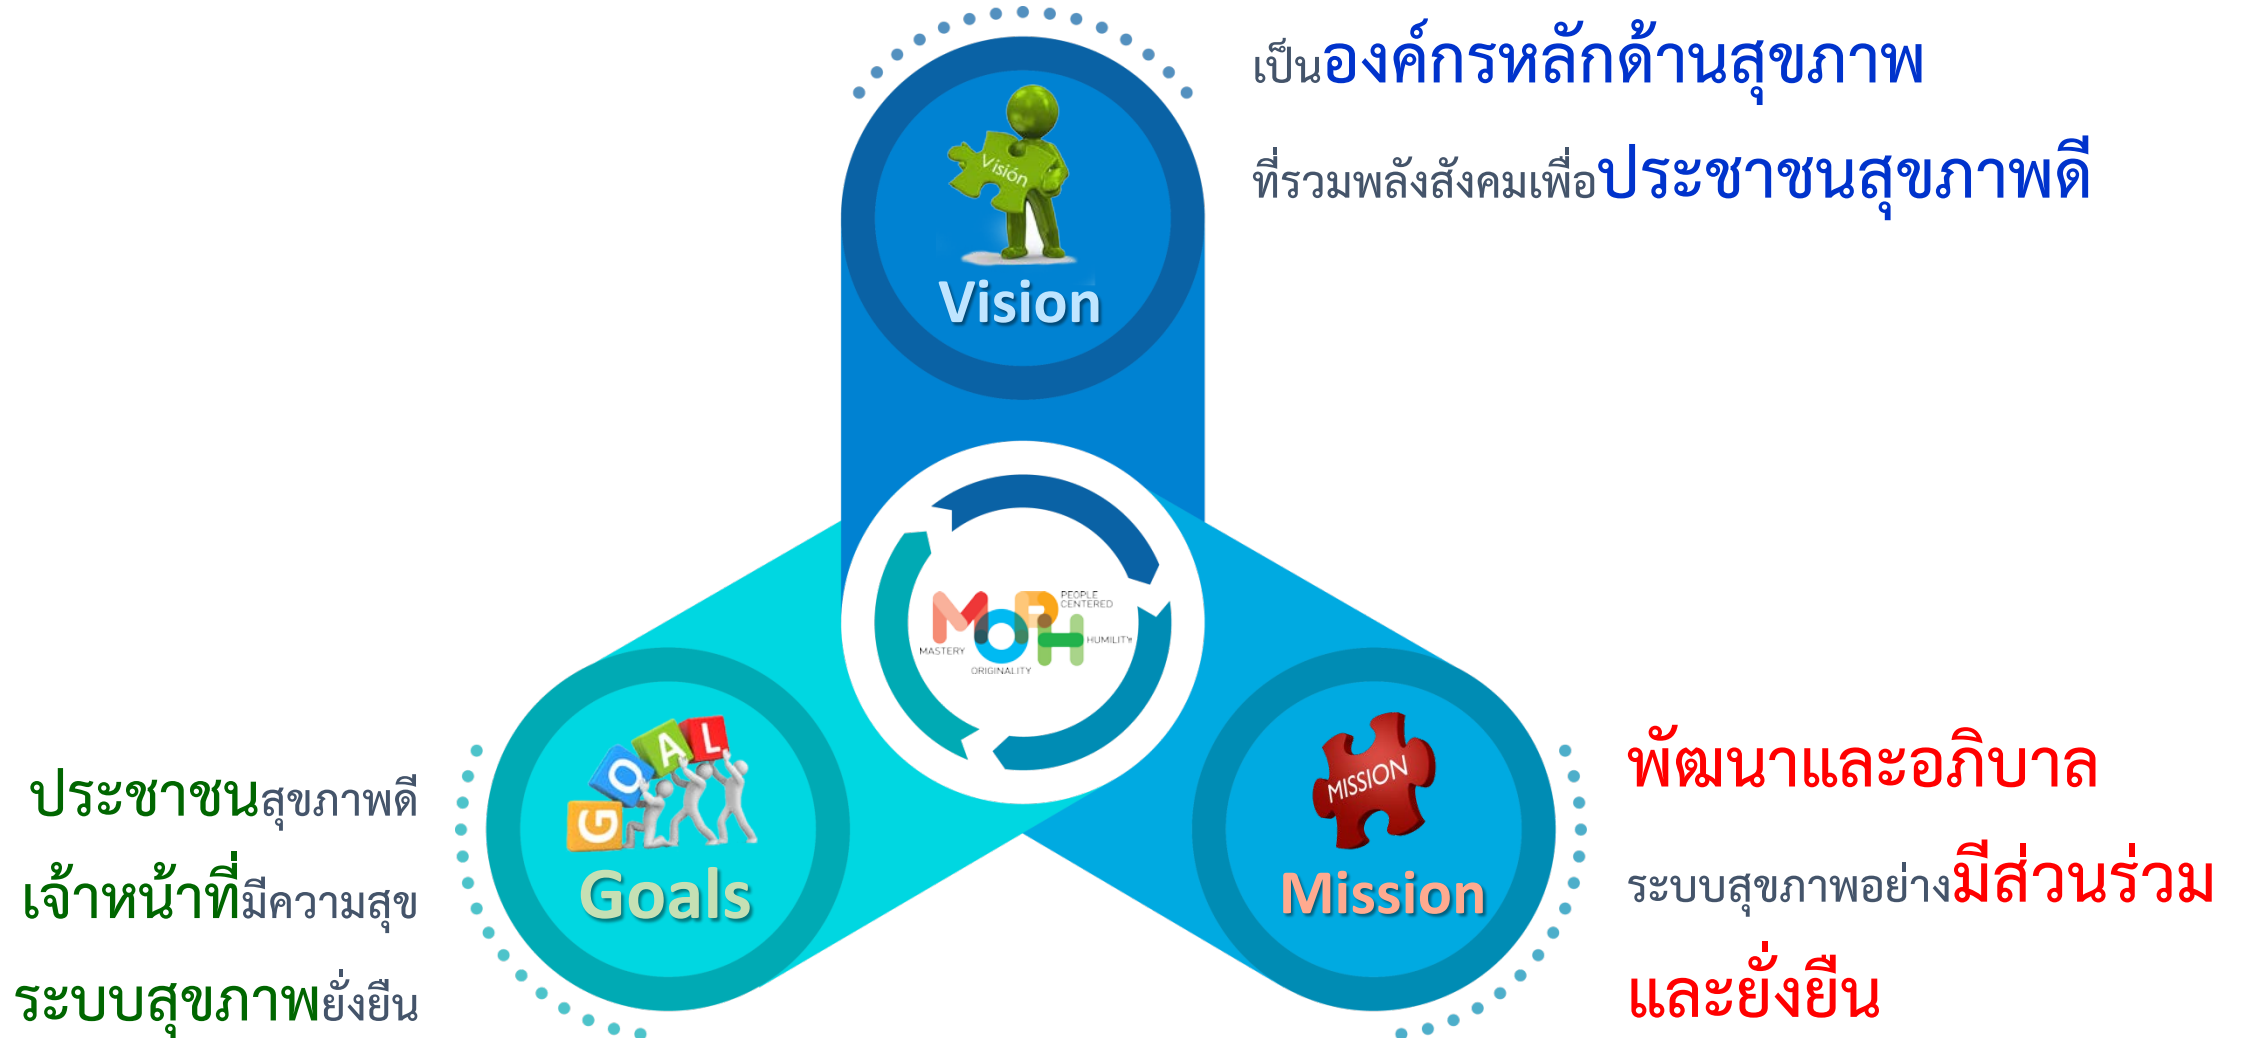 เป็นองค์กรหลักด้านสุขภาพ
ที่รวมพลังสังคมเพื่อประชาชนสุขภาพดี
Visión
Vision
PEOPLE
CENTERED
MOPH
HUMILITY
MASTERY
ORIGINALITY
GOAL
Goals
ประชาชนสุขภาพดี
เจ้าหน้าที่มีความสุข
ระบบสุขภาพยั่งยืน
MISSION
Mission
พัฒนาและอภิบาล
ระบบสุขภาพอย่างมีส่วนร่วม
และยั่งยืน